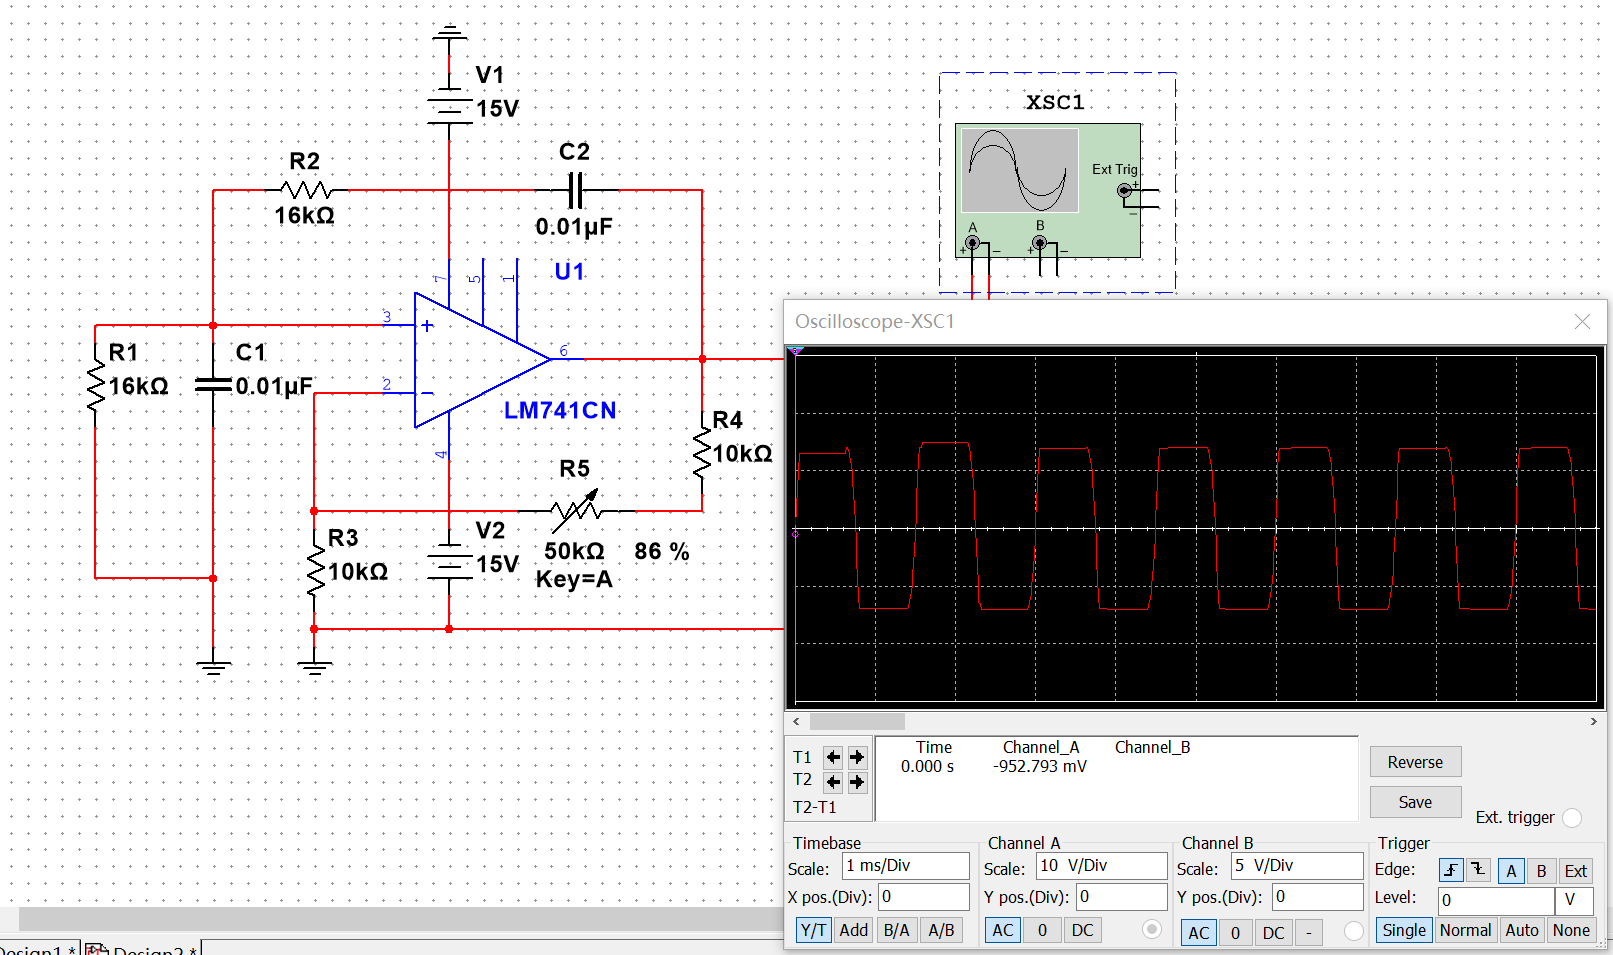 V1
15V
XSC1
C2
R2
Ext Trig
16kΩ
0.01µF
A
B
7
5
1
U1
3
6
Oscilloscope-XSC1
R1
C1
16kΩ
0.01µF
2
LM741CN
R4
10kΩ
4
R5
V2
R3
50kΩ 86 %
15V
10kΩ
Key=A
T1
T2
T2-T1
Time Channel_A Channel_B
0.000 s -952.793 mV
Reverse
Save
Ext. trigger
Timebase
Scale: 1 ms/Div
X pos.(Div): 0
Y/T Add B/A A/B
Channel A
Scale: 10 V/Div
Y pos.(Div): 0
AC 0 DC
Channel B
Scale: 5 V/Div
Y pos.(Div): 0
AC 0 DC -
Trigger
Edge: A B Ext
Level: 0 V
Single Normal Auto None
Design1 * Design2 *